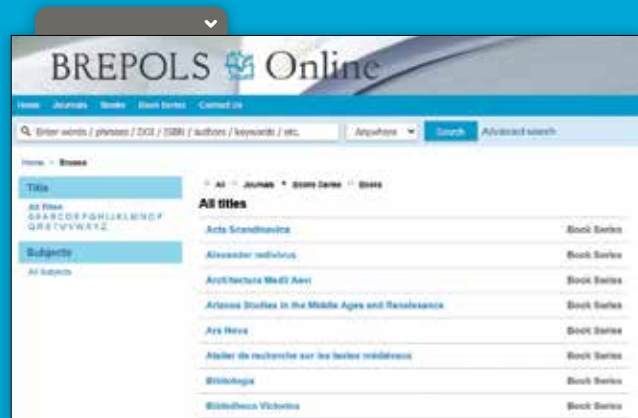 BREPOLS Online
Home Journals Books Book Series Contact Us
Enter words / phrases / DOI / ISBN / authors / keywords / etc. Anywhere Search Advanced search
Home > Browse
Title
All Titles
Subjects
All Subjects
All Journals Book Series Books
All titles
Acta Scandinavica Book Series
Alexander redivivus Book Series
Architectura Medii Aevi Book Series
Arizona Studies in the Middle Ages and Renaissance Book Series
Ars Nova Book Series
Atelier de recherche sur les textes médiévaux Book Series
Bibliologia Book Series
Bibliotheca Victorina Book Series